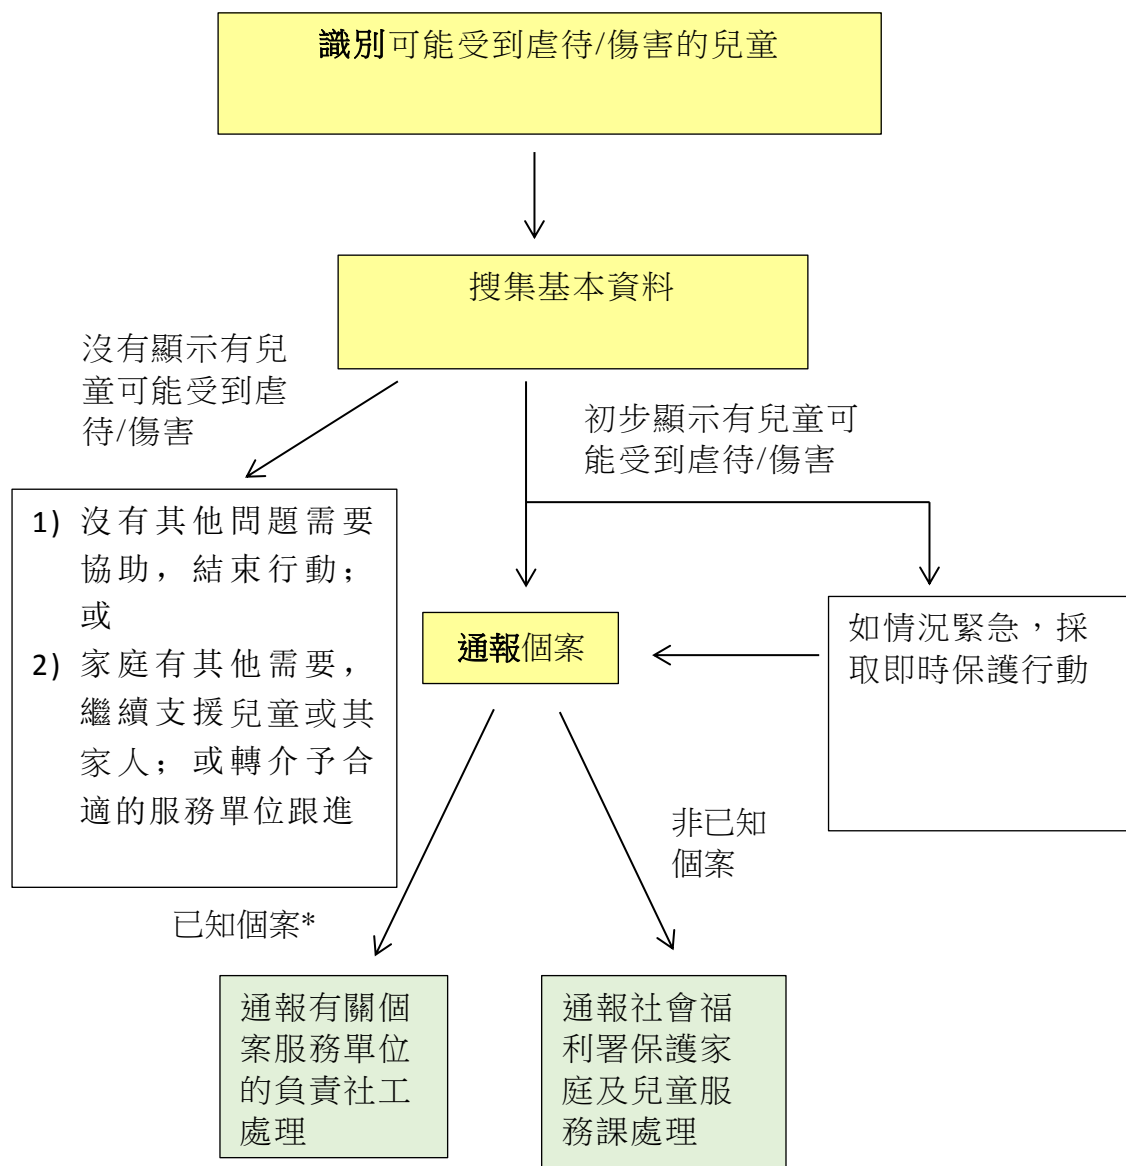 識別可能受到虐待/傷害的兒童
搜集基本資料
沒有顯示有兒
童可能受到虐
待/傷害
初步顯示有兒童可
能受到虐待/傷害
1) 沒有其他問題需要
協助，結束行動；
或
2) 家庭有其他需要，
繼續支援兒童或其
家人；或轉介予合
適的服務單位跟進
通報個案
如情況緊急，採
取即時保護行動
非已知
個案
已知個案*
通報有關個
案服務單位
的負責社工
處理
通報社會福
利署保護家
庭及兒童服
務課處理